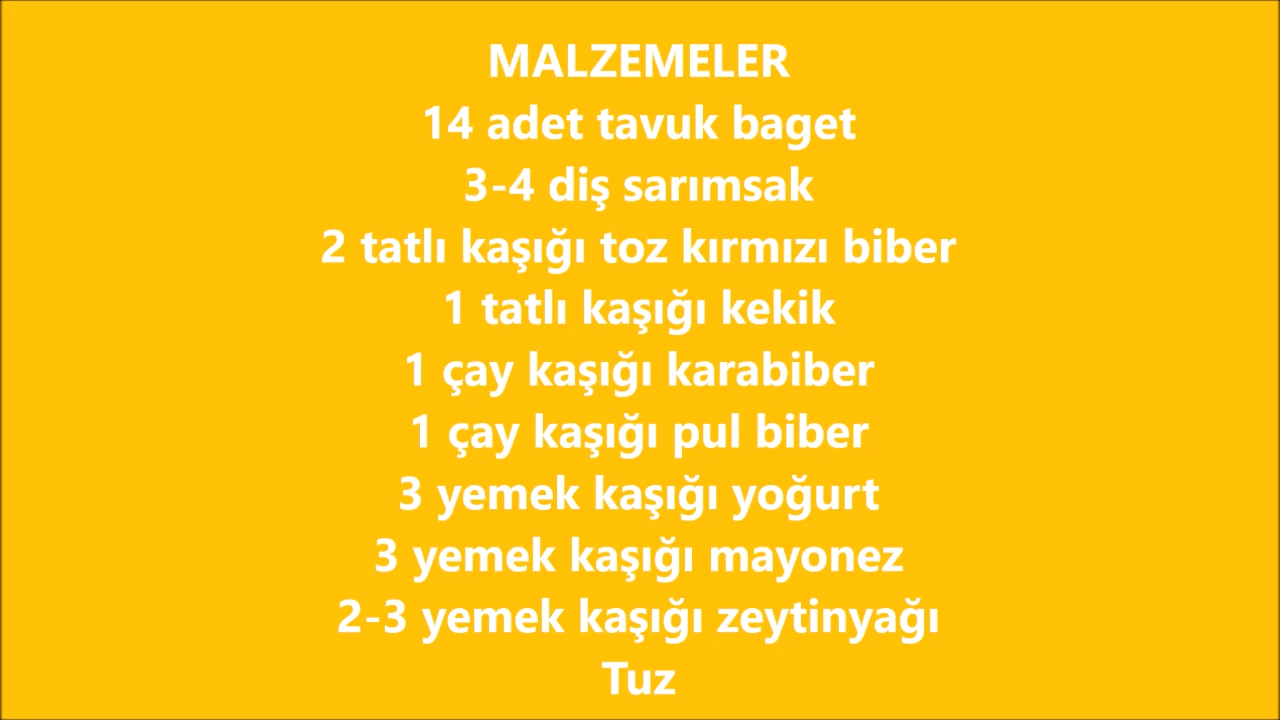 MALZEMELER
14 adet tavuk baget
3-4 diş sarımsak
2 tatlı kaşığı toz kırmızı biber
1 tatlı kaşığı kekik
1 çay kaşığı karabiber
1 çay kaşığı pul biber
3 yemek kaşığı yoğurt
3 yemek kaşığı mayonez
2-3 yemek kaşığı zeytinyağı
Tuz